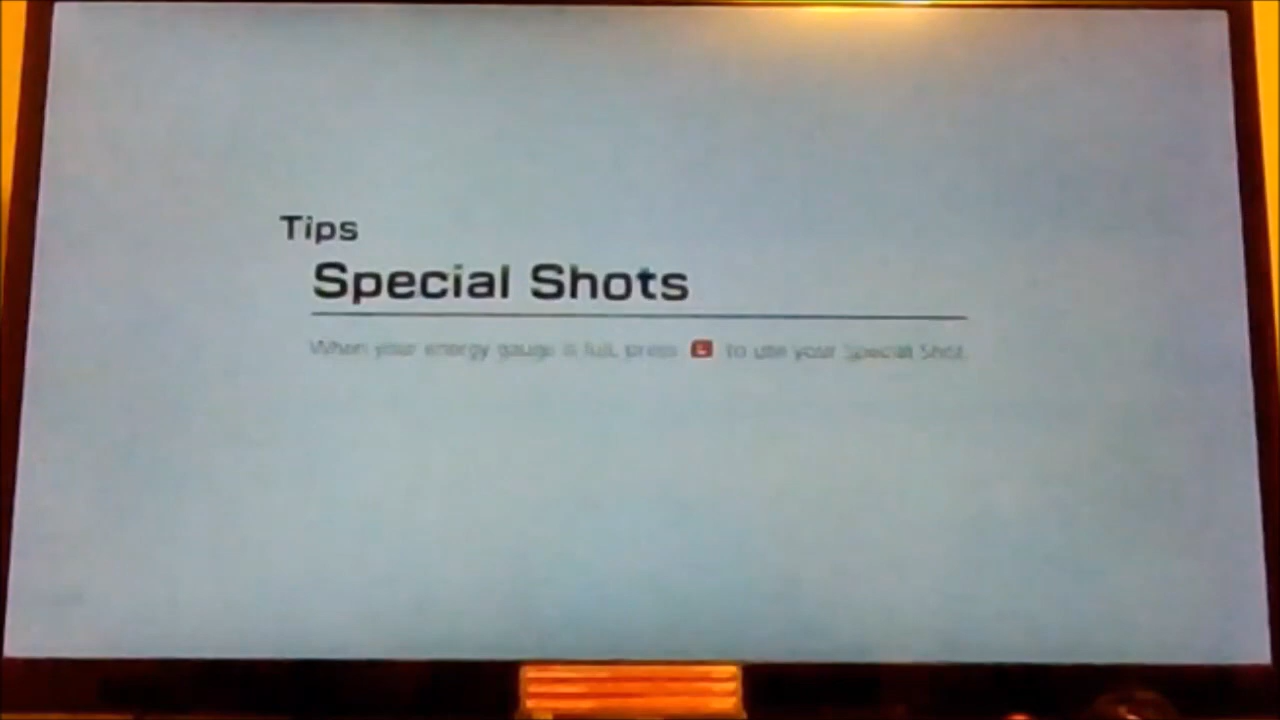 Tips
Special Shots
When your energy gauge is full, press L to use your Special Shot.